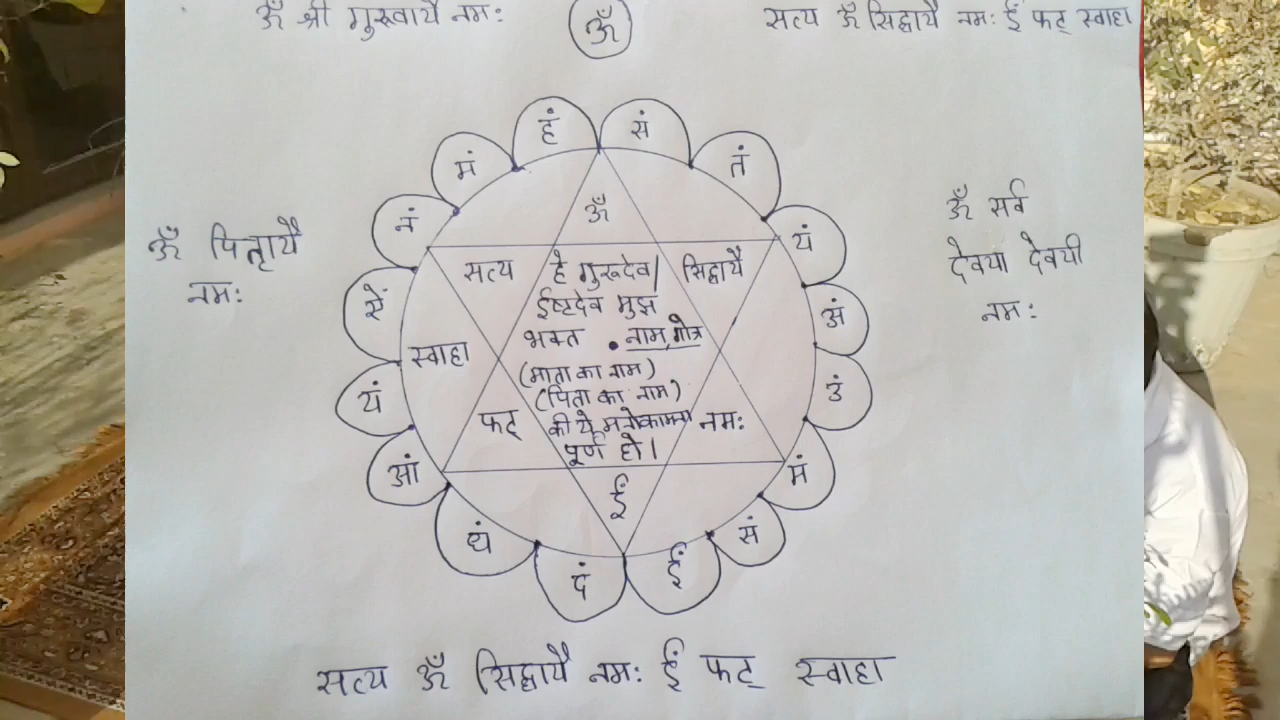 ॐ श्री गुरुवायै नमः
ॐ
सत्य ॐ सिद्धायै नमः ईं फट् स्वाहा
हं
सं
मं
तं
नं
यं
ॐ
ॐ सर्व
देवया देवयी
नमः
ॐ पितृायै
नमः
सत्य
हे गुरुदेव/
सिद्धायै
ईष्टदेव मुझ
भक्त . नाम, गोत्र
(माता का नाम)
(पिता का नाम)
की ये मनोकामना
पूर्ण हो।
स्वाहा
फट्
नमः
ईं
सें
अं
यं
उं
आं
मं
धं
सं
दं
ईं
सत्य ॐ सिद्धायै नमः ईं फट् स्वाहा